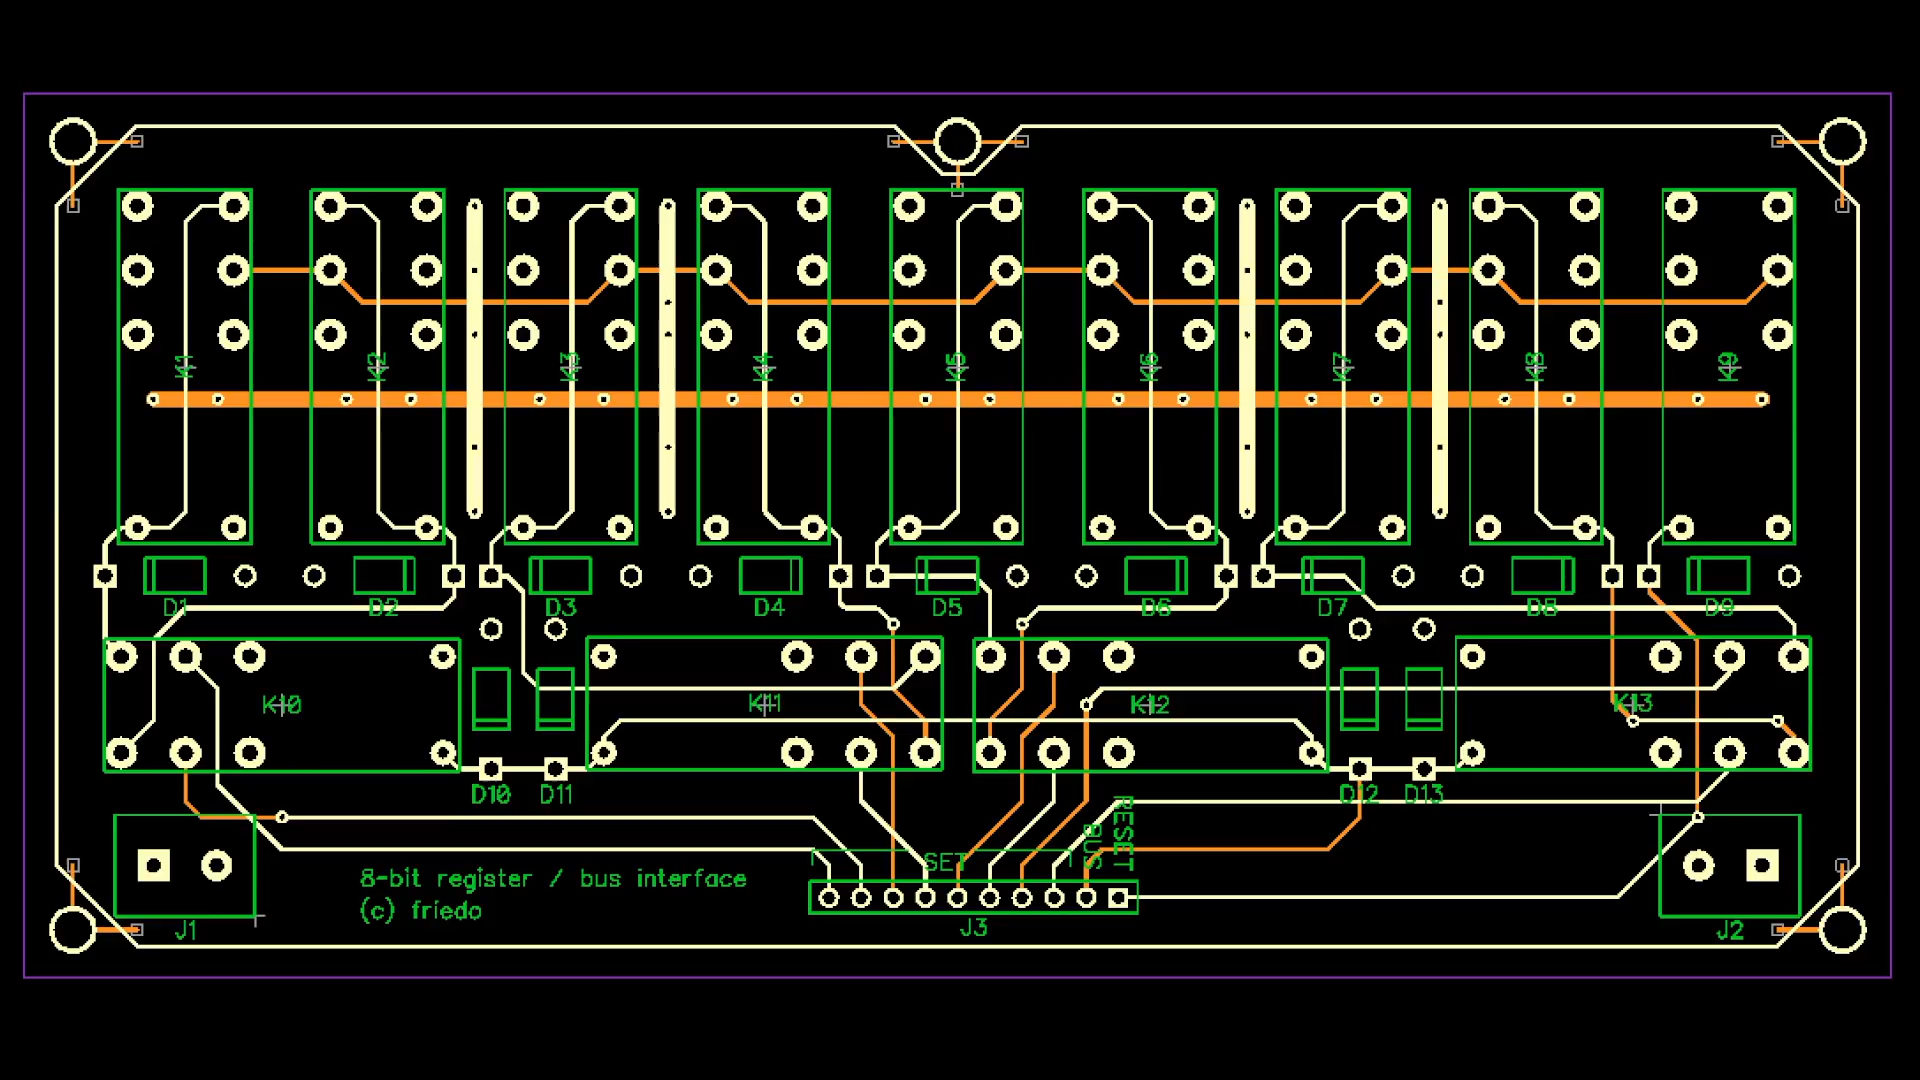 K1 K2 K3 K4 K5 K6 K7 K8 K9
D1 D2 D3 D4 D5 D6 D7 D8 D9
K10 K11 K12 K13
D10 D11 D12 D13
RESET
BUS
SET
8-bit register / bus interface
(c) friedo
J1 J3 J2